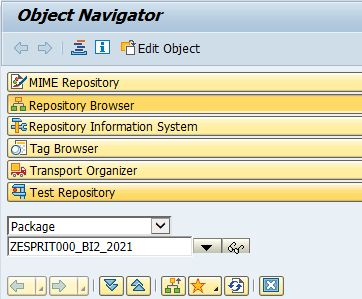 Object Navigator
Edit Object
MIME Repository
Repository Browser
Repository Information System
Tag Browser
Transport Organizer
Test Repository
Package
ZESPRIT000_BI2_2021